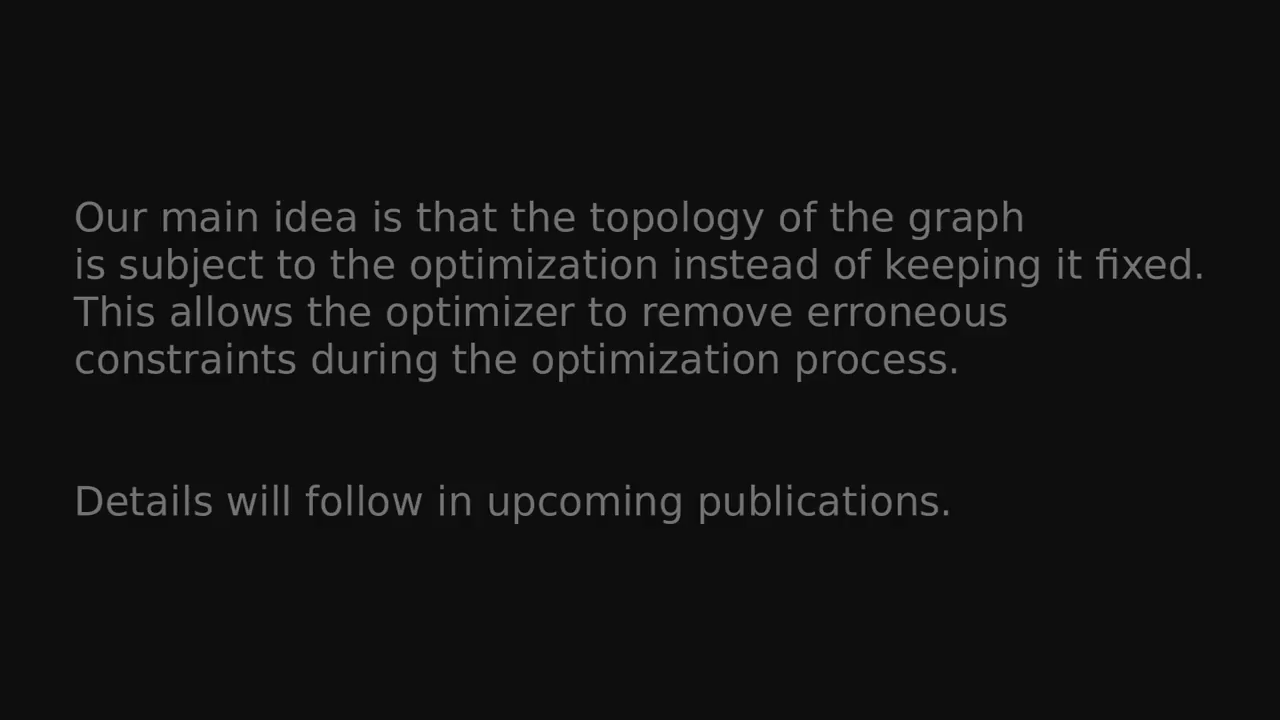 Our main idea is that the topology of the graph
is subject to the optimization instead of keeping it fixed.
This allows the optimizer to remove erroneous
constraints during the optimization process.
Details will follow in upcoming publications.